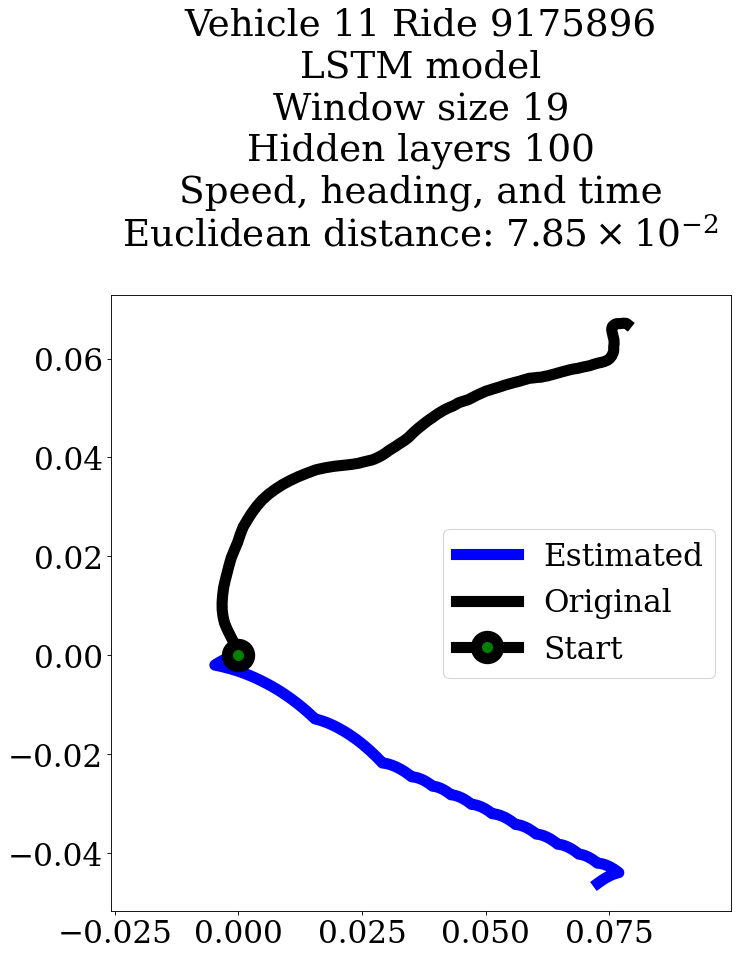 Vehicle 11 Ride 9175896
LSTM model
Window size 19
Hidden layers 100
Speed, heading, and time
Euclidean distance: 7.85 × 10⁻²
0.06
0.04
0.02
0.00
−0.02
−0.04
Estimated
Original
Start
−0.025 0.000 0.025 0.050 0.075